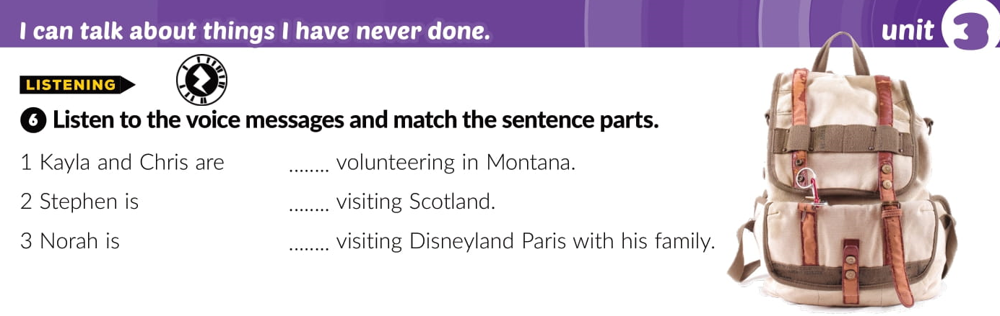 I can talk about things I have never done.
unit 3
LISTENING
6 Listen to the voice messages and match the sentence parts.
1 Kayla and Chris are ........ volunteering in Montana.
2 Stephen is ........ visiting Scotland.
3 Norah is ........ visiting Disneyland Paris with his family.